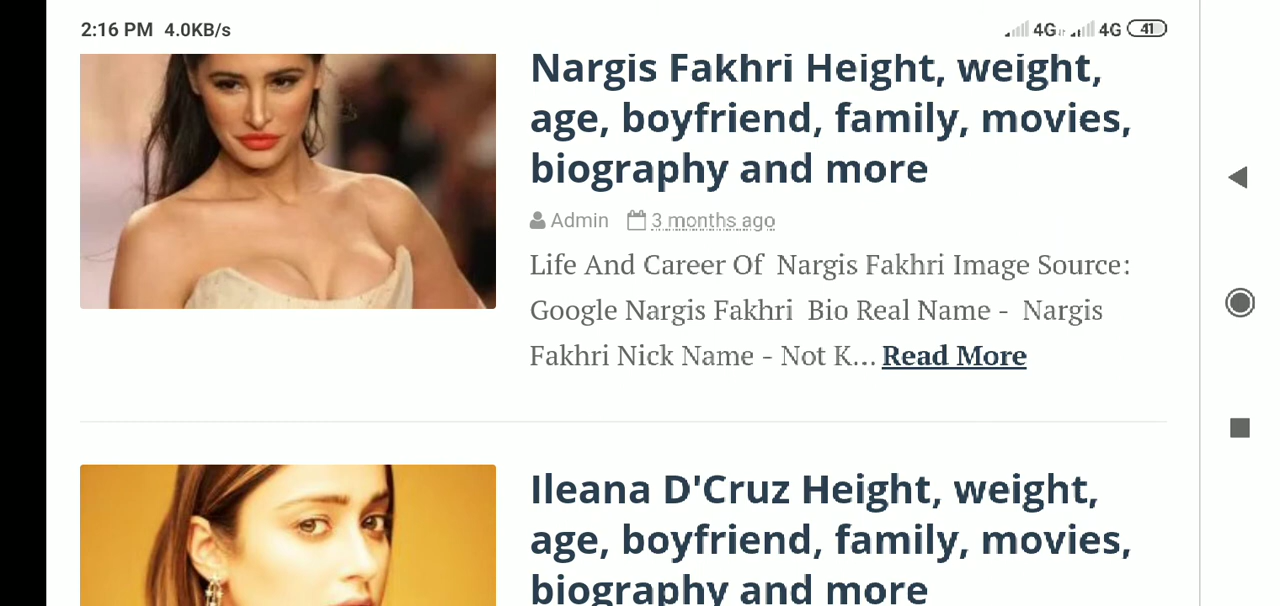 2:16 PM 4.0KB/s 4G 4G 41
Nargis Fakhri Height, weight,
age, boyfriend, family, movies,
biography and more
Admin 3 months ago
Life And Career Of Nargis Fakhri Image Source:
Google Nargis Fakhri Bio Real Name - Nargis
Fakhri Nick Name - Not K... Read More
Ileana D'Cruz Height, weight,
age, boyfriend, family, movies,
biography and more